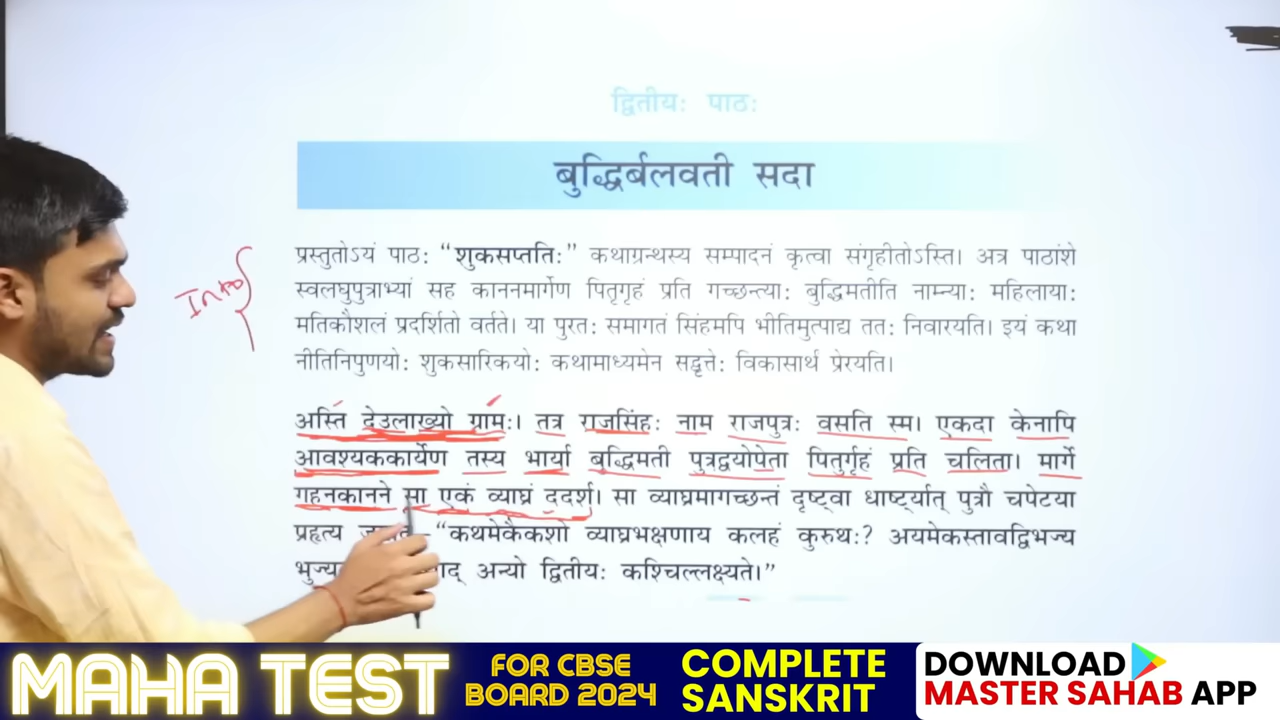 द्वितीयः पाठः
बुद्धिर्बलवती सदा
Intro
प्रस्तुतोऽयं पाठः “शुकसप्ततिः” कथाग्रन्थस्य सम्पादनं कृत्वा संगृहीतोऽस्ति। अत्र पाठांशे
स्वलघुपुत्राभ्यां सह काननमार्गेण पितृगृहं प्रति गच्छन्त्याः बुद्धिमतीति नाम्न्याः महिलायाः
मतिकौशलं प्रदर्शितो वर्तते। या पुरतः समागतं सिंहमपि भीतिमुत्पाद्य ततः निवारयति। इयं कथा
नीतिनिपुणयोः शुकसारिकयोः कथामाध्यमेन सद्वृत्तेः विकासार्थं प्रेरयति।
अस्ति देउलाख्यो ग्रामः। तत्र राजसिंहः नाम राजपुत्रः वसति स्म। एकदा केनापि
आवश्यककार्येण तस्य भार्या बुद्धिमती पुत्रद्वयोपेता पितुर्गृहं प्रति चलिता। मार्गे
गहनकानने सा एकं व्याघ्रं ददर्श। सा व्याघ्रमागच्छन्तं दृष्ट्वा धार्ष्ट्यात् पुत्रौ चपेटया
प्रहृत्य “कथमेकैकशो व्याघ्रभक्षणाय कलहं कुरुथः? अयमेकस्तावद्विभज्य
अन्यो द्वितीयः कश्चिल्लक्ष्यते।”
MAHA TEST
FOR CBSE
BOARD 2024
COMPLETE
SANSKRIT
DOWNLOAD
MASTER SAHAB APP